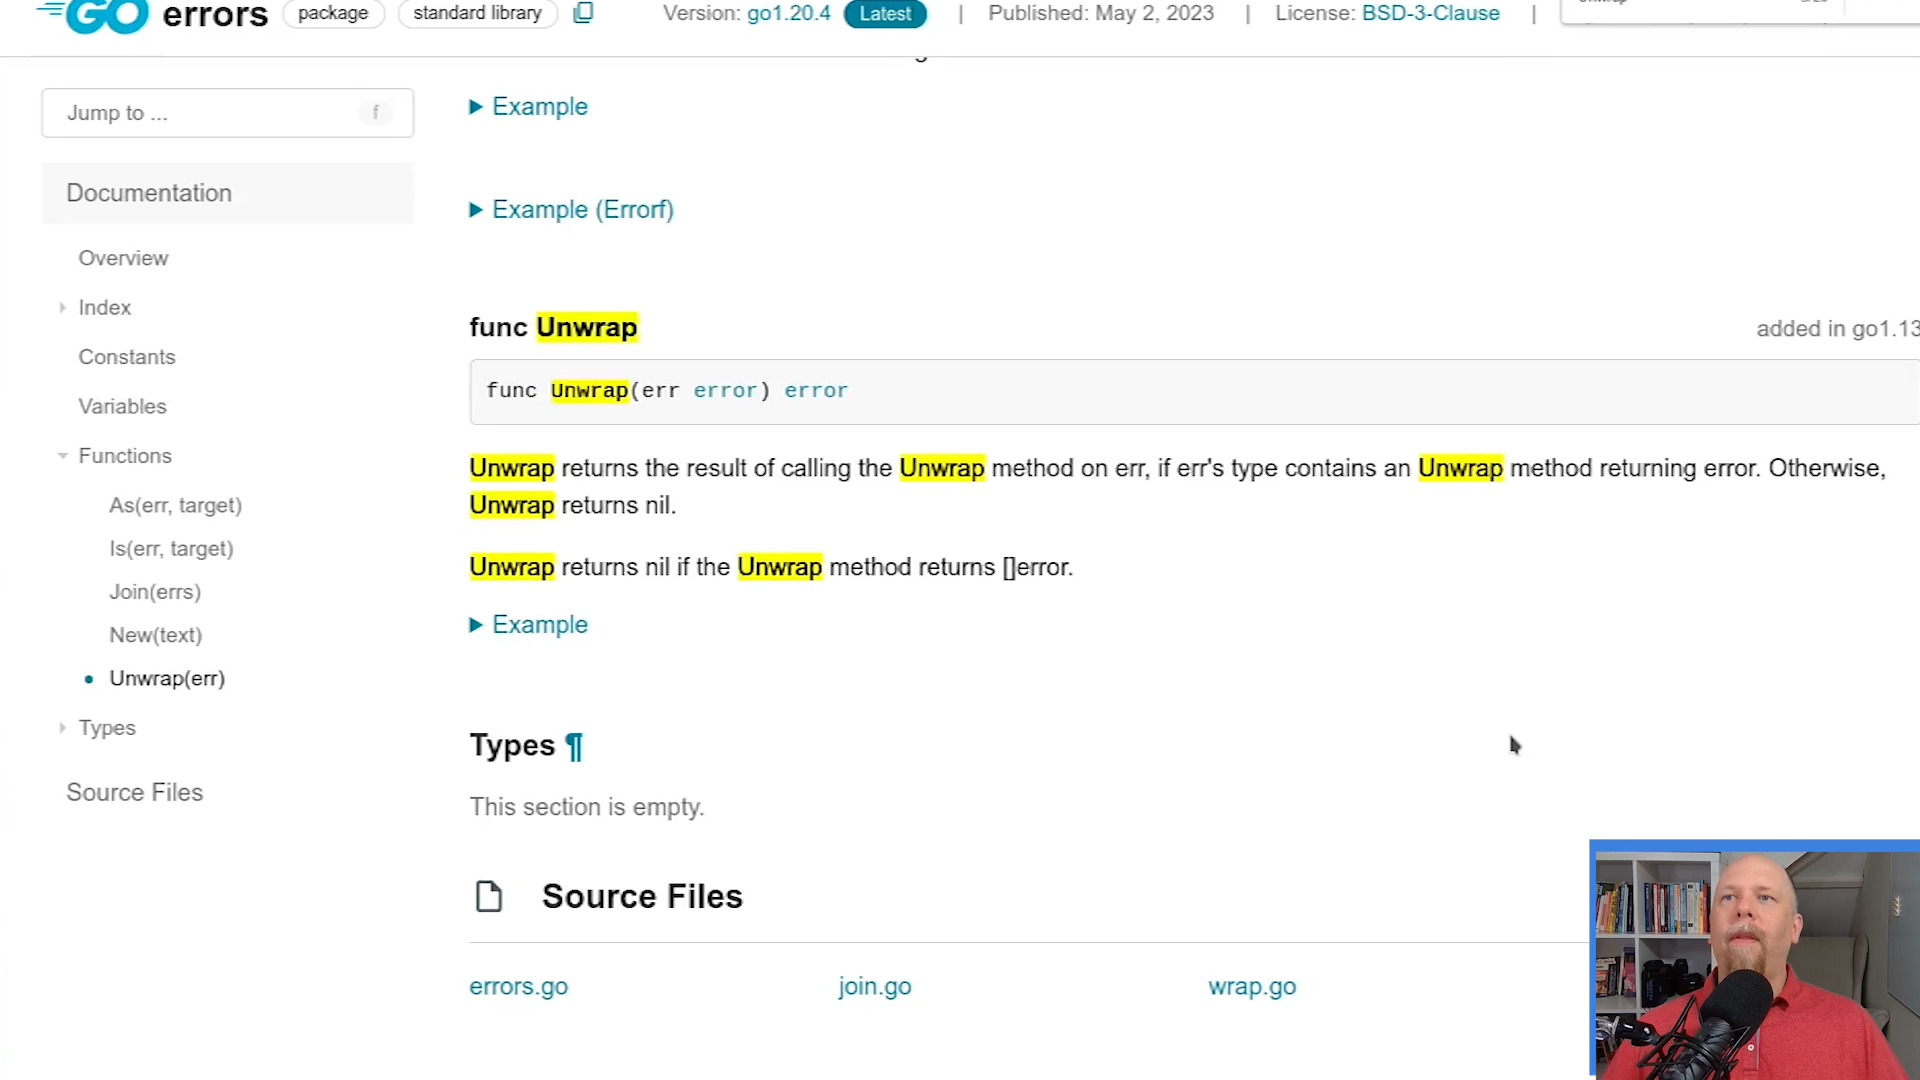 GO errors package standard library Version: go1.20.4 Latest | Published: May 2, 2023 | License: BSD-3-Clause |
Jump to ... f
Example
Documentation
Example (Errorf)
Overview
Index
Constants
Variables
Functions
As(err, target)
Is(err, target)
Join(errs)
New(text)
Unwrap(err)
Types
Source Files
func Unwrap added in go1.13
func Unwrap(err error) error
Unwrap returns the result of calling the Unwrap method on err, if err's type contains an Unwrap method returning error. Otherwise,
Unwrap returns nil.
Unwrap returns nil if the Unwrap method returns []error.
Example
Types ¶
This section is empty.
Source Files
errors.go join.go wrap.go